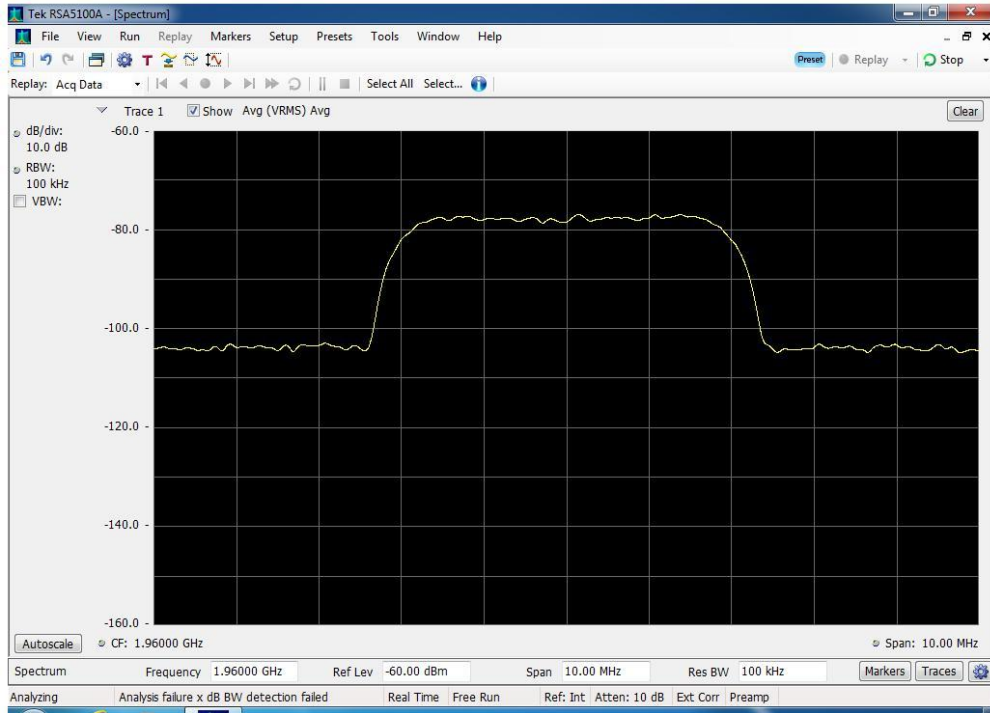 Tek RSA5100A - [Spectrum]
File View Run Replay Markers Setup Presets Tools Window Help
T Preset Replay Stop
Replay: Acq Data Select All Select...
Trace 1 Show Avg (VRMS) Avg Clear
dB/div:
10.0 dB
RBW:
100 kHz
VBW:
-60.0 -
-80.0 -
-100.0 -
-120.0 -
-140.0 -
-160.0 -
Autoscale CF: 1.96000 GHz Span: 10.00 MHz
Spectrum Frequency 1.96000 GHz Ref Lev -60.00 dBm Span 10.00 MHz Res BW 100 kHz Markers Traces
Analyzing Analysis failure x dB BW detection failed Real Time Free Run Ref: Int Atten: 10 dB Ext Corr Preamp